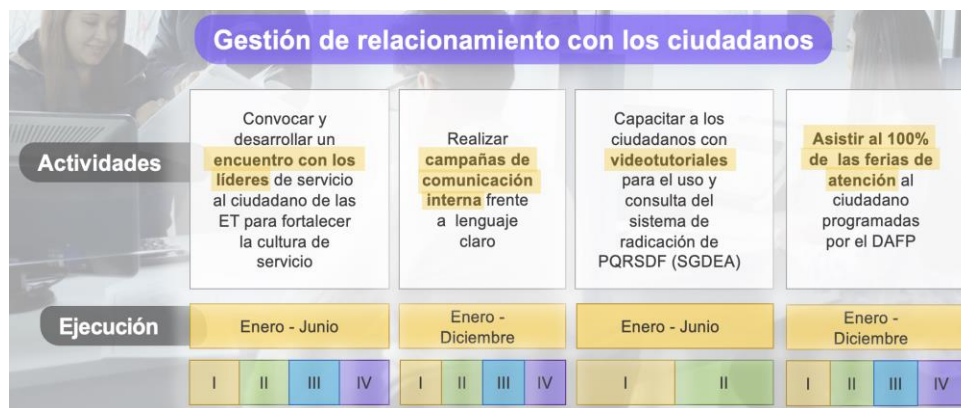 Gestión de relacionamiento con los ciudadanos
Actividades
Convocar y
desarrollar un
encuentro con los
líderes de servicio
al ciudadano de las
ET para fortalecer
la cultura de
servicio
Realizar
campañas de
comunicación
interna frente
a lenguaje
claro
Capacitar a los
ciudadanos con
videotutoriales
para el uso y
consulta del
sistema de
radicación de
PQRSDF (SGDEA)
Asistir al 100%
de las ferias de
atención al
ciudadano
programadas
por el DAFP
Ejecución
Enero - Junio
Enero -
Diciembre
Enero - Junio
Enero -
Diciembre
I II III IV
I II III IV
I II
I II III IV